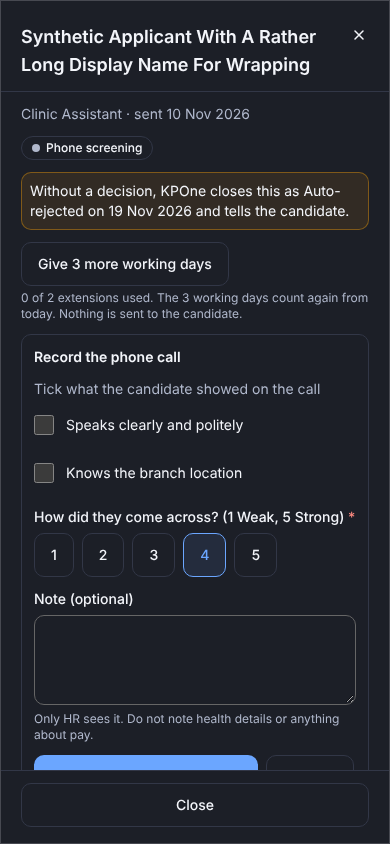 Synthetic Applicant With A Rather
Long Display Name For Wrapping
Clinic Assistant · sent 10 Nov 2026
Phone screening
Without a decision, KPOne closes this as Auto-
rejected on 19 Nov 2026 and tells the candidate.
Give 3 more working days
0 of 2 extensions used. The 3 working days count again from
today. Nothing is sent to the candidate.
Record the phone call
Tick what the candidate showed on the call
Speaks clearly and politely
Knows the branch location
How did they come across? (1 Weak, 5 Strong) *
1 2 3 4 5
Note (optional)
Only HR sees it. Do not note health details or anything
about pay.
Close